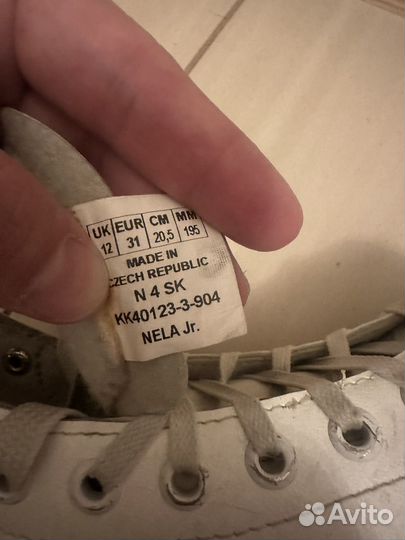 UK EUR CM MM
12 31 20,5 195
MADE IN
CZECH REPUBLIC
N 4 SK
KK40123-3-904
NELA Jr.
Avito